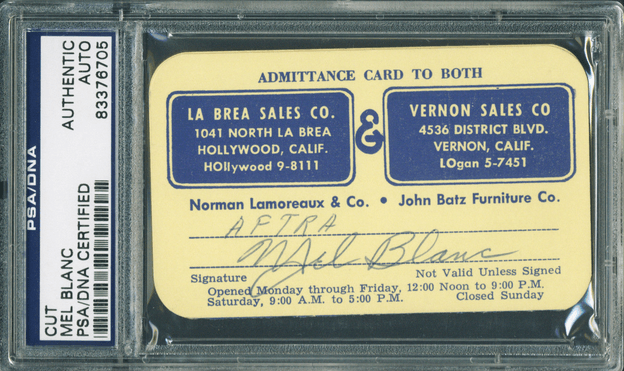 PSA/DNA
CUT
MEL BLANC
PSA/DNA CERTIFIED
AUTHENTIC
AUTO
83376705
ADMITTANCE CARD TO BOTH
LA BREA SALES CO.
1041 NORTH LA BREA
HOLLYWOOD, CALIF.
HOllywood 9-8111
&
VERNON SALES CO
4536 DISTRICT BLVD.
VERNON, CALIF.
LOgan 5-7451
Norman Lamoreaux & Co. • John Batz Furniture Co.
AFTRA
Mel Blanc
Signature Not Valid Unless Signed
Opened Monday through Friday, 12:00 Noon to 9:00 P.M.
Saturday, 9:00 A.M. to 5:00 P.M. Closed Sunday